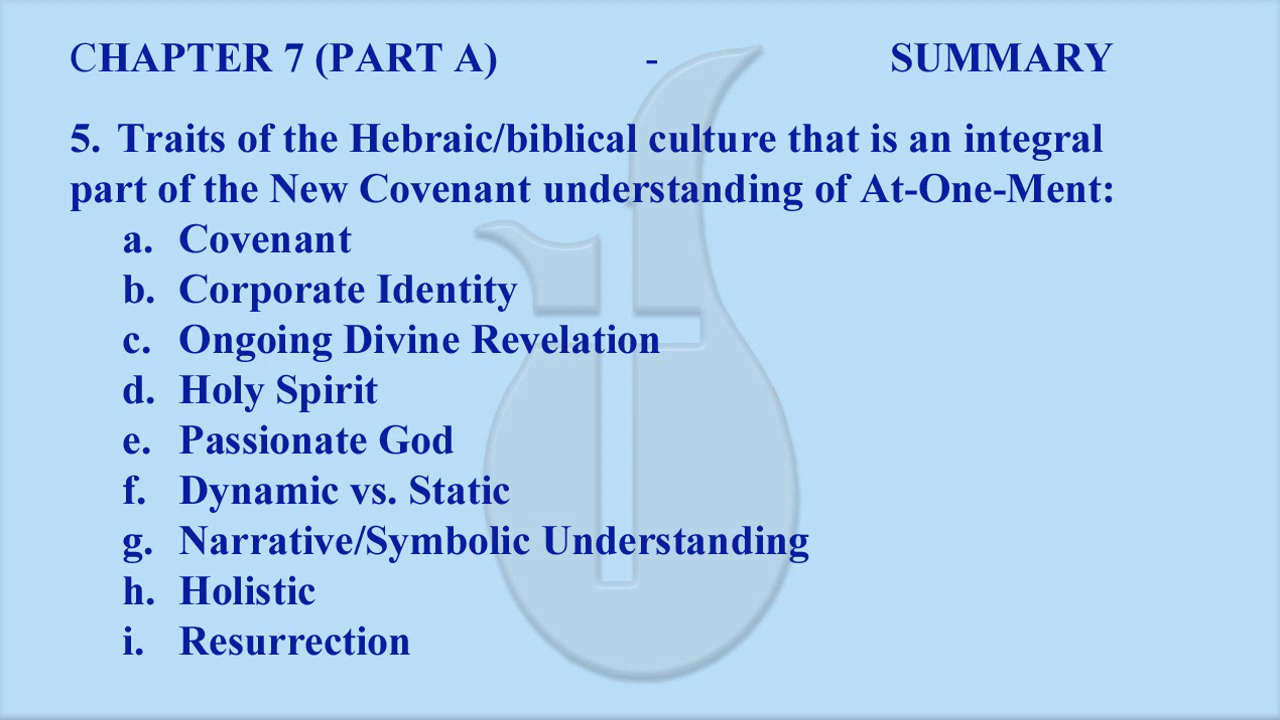 CHAPTER 7 (PART A) - SUMMARY
5. Traits of the Hebraic/biblical culture that is an integral
part of the New Covenant understanding of At-One-Ment:
a. Covenant
b. Corporate Identity
c. Ongoing Divine Revelation
d. Holy Spirit
e. Passionate God
f. Dynamic vs. Static
g. Narrative/Symbolic Understanding
h. Holistic
i. Resurrection